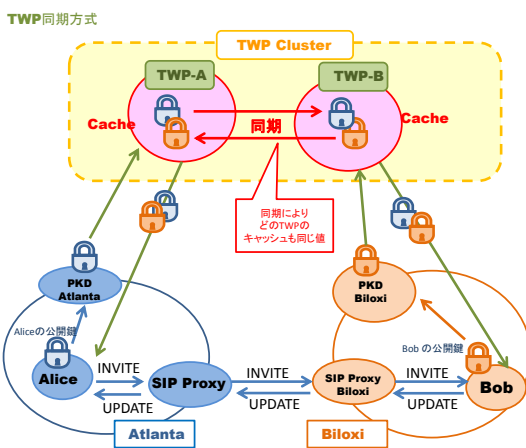 TWP同期方式
TWP Cluster
TWP-A
TWP-B
Cache
Cache
同期
同期により
どのTWPの
キャッシュも同じ値
PKD
Atlanta
PKD
Biloxi
Aliceの公開鍵
Bob の公開鍵
Alice
INVITE
UPDATE
SIP Proxy
INVITE
UPDATE
SIP Proxy
Biloxi
INVITE
UPDATE
Bob
Atlanta
Biloxi